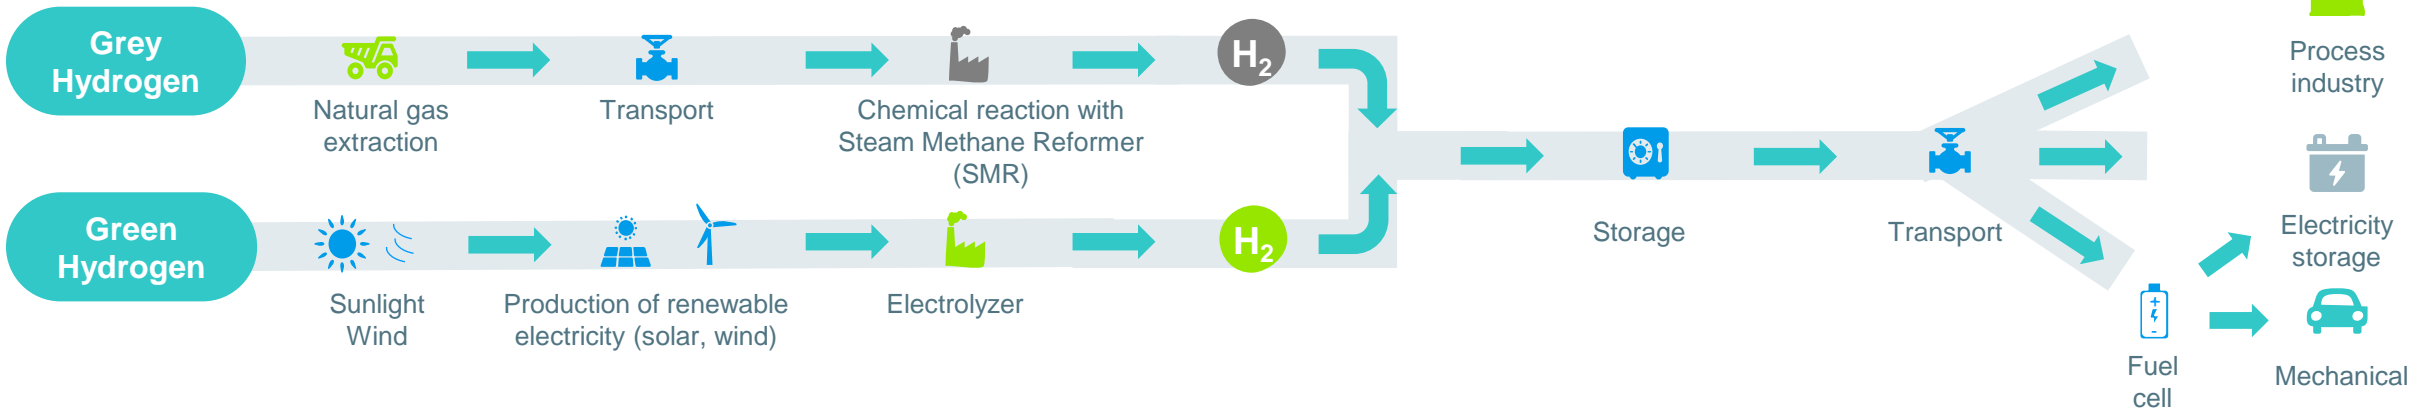 Grey
Hydrogen
Natural gas
extraction
Transport
Chemical reaction with
Steam Methane Reformer
(SMR)
H₂
Green
Hydrogen
Sunlight
Wind
Production of renewable
electricity (solar, wind)
Electrolyzer
H₂
Storage
Transport
Process
industry
Electricity
storage
Fuel
cell
Mechanical